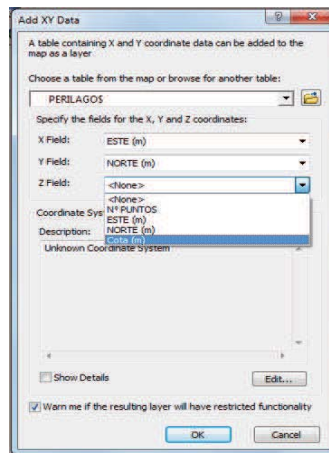 Add XY Data
A table containing X and Y coordinate data can be added to the
map as a layer
Choose a table from the map or browse for another table:
PERILAGO$
Specify the fields for the X, Y and Z coordinates:
X Field: ESTE (m)
Y Field: NORTE (m)
Z Field: <None>
<None>
N° PUNTOS
ESTE (m)
NORTE (m)
Cota (m)
Coordinate Sys
Description:
Unknown Coordinate System
Show Details
Edit...
Warn me if the resulting layer will have restricted functionality
OK Cancel